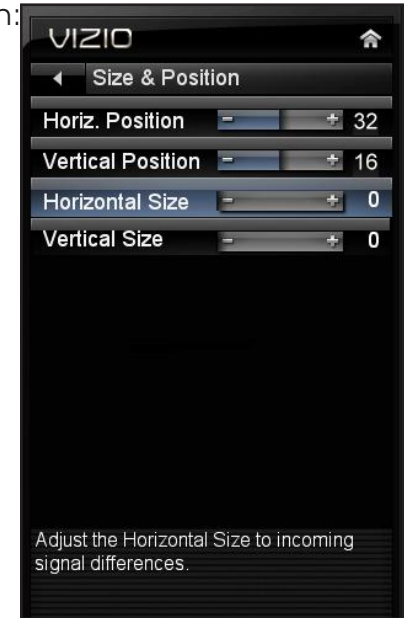 n:
VIZIO
Size & Position
Horiz. Position - + 32
Vertical Position - + 16
Horizontal Size - + 0
Vertical Size - + 0
Adjust the Horizontal Size to incoming
signal differences.